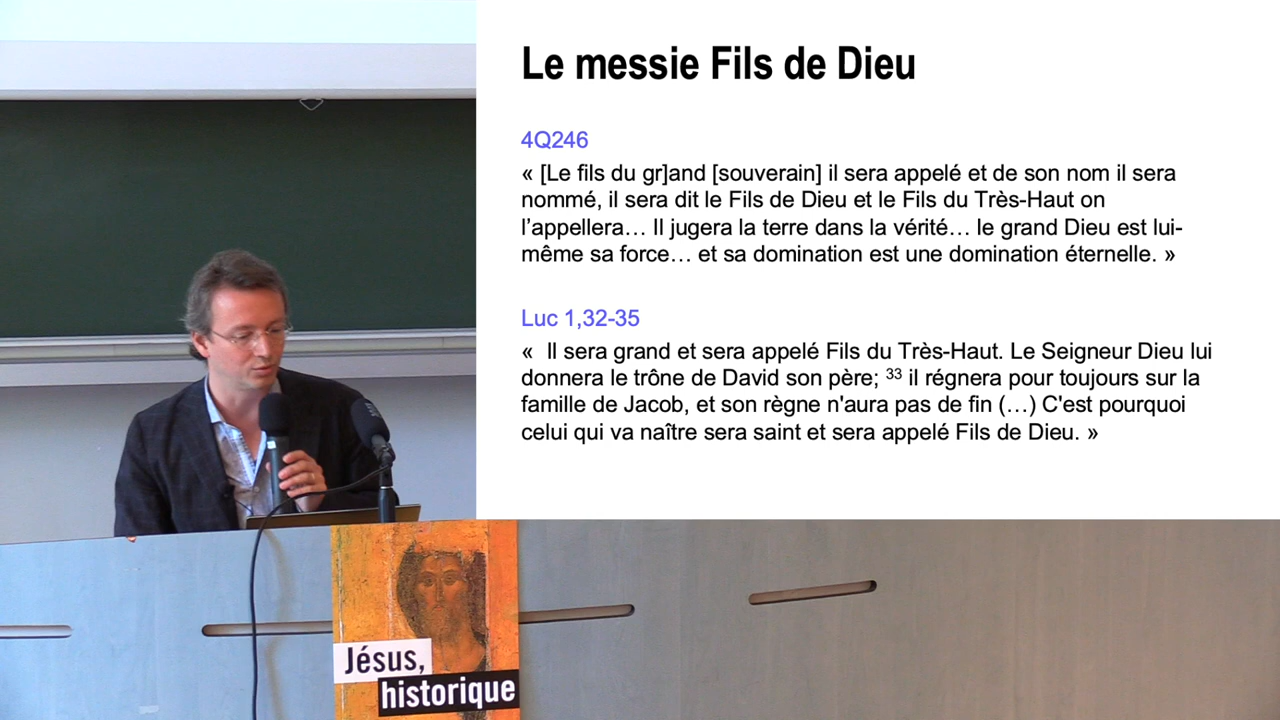 Le messie Fils de Dieu
4Q246
« [Le fils du gr]and [souverain] il sera appelé et de son nom il sera
nommé, il sera dit le Fils de Dieu et le Fils du Très-Haut on
l’appellera… Il jugera la terre dans la vérité… le grand Dieu est lui-
même sa force… et sa domination est une domination éternelle. »
Luc 1,32-35
«  Il sera grand et sera appelé Fils du Très-Haut. Le Seigneur Dieu lui
donnera le trône de David son père; ³³ il régnera pour toujours sur la
famille de Jacob, et son règne n'aura pas de fin (…) C'est pourquoi
celui qui va naître sera saint et sera appelé Fils de Dieu. »
Jésus,
historique